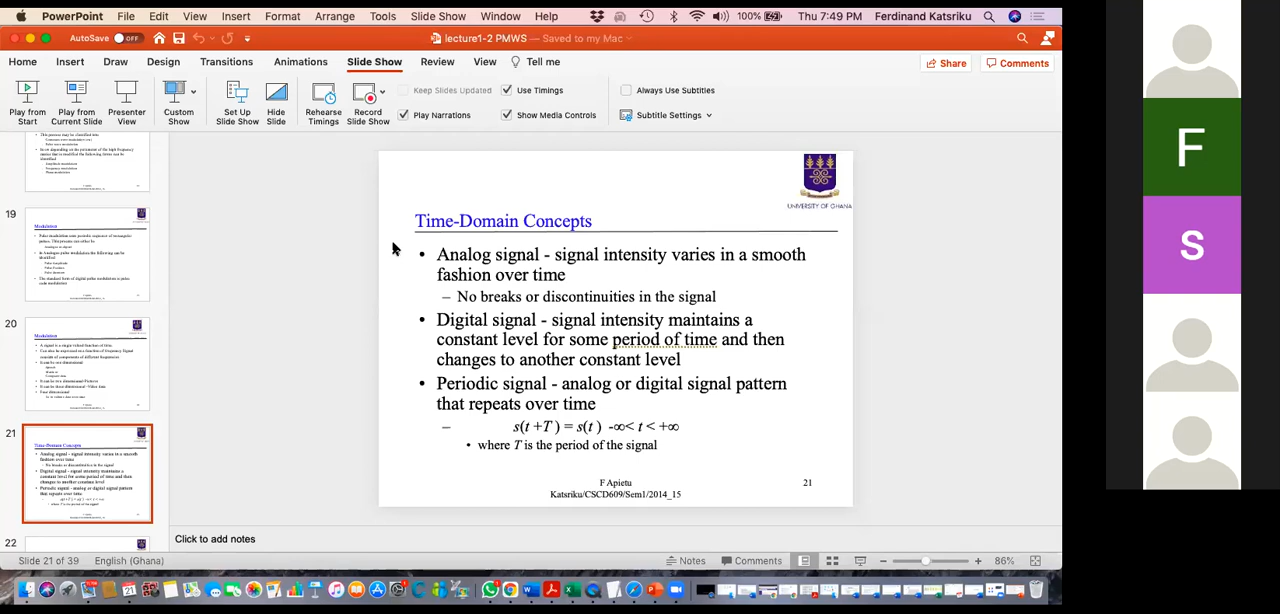 PowerPoint File Edit View Insert Format Arrange Tools Slide Show Window Help 100% Thu 7:49 PM Ferdinand Katsriku
AutoSave OFF lecture1-2 PMWS – Saved to my Mac
Home Insert Draw Design Transitions Animations Slide Show Review View Tell me Share Comments
Play from Start
Play from Current Slide
Presenter View
Custom Show
Set Up Slide Show
Hide Slide
Rehearse Timings
Record Slide Show
Keep Slides Updated Use Timings Always Use Subtitles
Play Narrations Show Media Controls Subtitle Settings
19
Modulation
20
Modulation
21
Time-Domain Concepts
22
UNIVERSITY OF GHANA
Time-Domain Concepts
• Analog signal - signal intensity varies in a smooth
fashion over time
– No breaks or discontinuities in the signal
• Digital signal - signal intensity maintains a
constant level for some period of time and then
changes to another constant level
• Periodic signal - analog or digital signal pattern
that repeats over time
– s(t +T ) = s(t ) -∞< t < +∞
• where T is the period of the signal
F Apietu
Katsriku/CSCD609/Sem1/2014_15
21
Click to add notes
Slide 21 of 39 English (Ghana) Notes Comments 86%
F
S